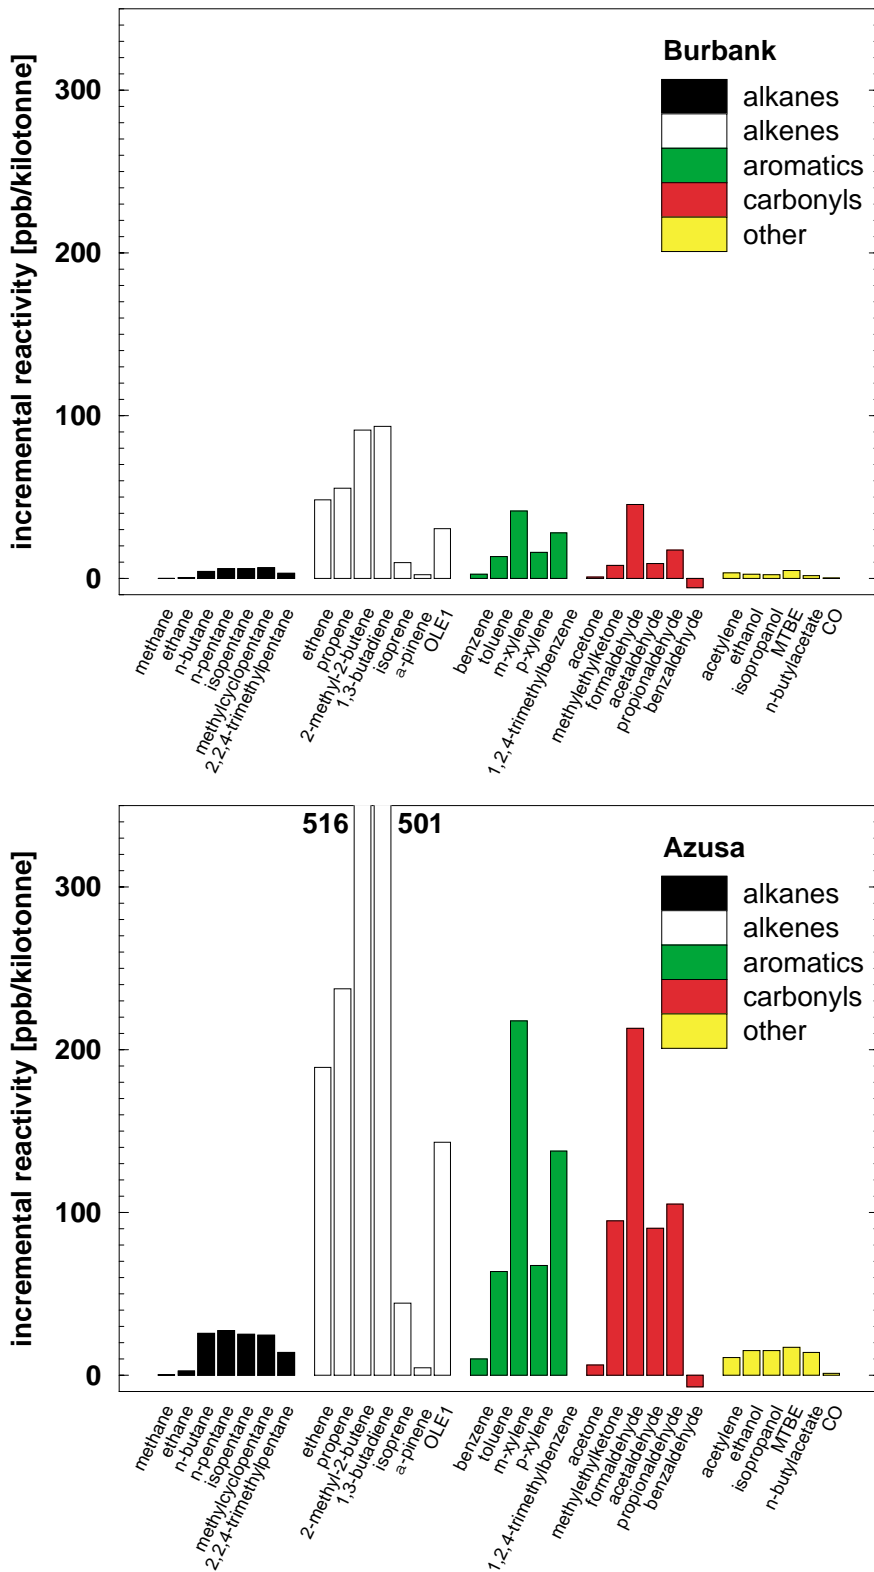 Burbank
alkanes
alkenes
aromatics
carbonyls
other
incremental reactivity [ppb/kilotonne]
300
200
100
0
methane
ethane
n-butane
n-pentane
isopentane
methylcyclopentane
2,2,4-trimethylpentane
ethene
propene
2-methyl-2-butene
1,3-butadiene
isoprene
a-pinene
OLE1
benzene
toluene
m-xylene
p-xylene
1,2,4-trimethylbenzene
acetone
methylethylketone
formaldehyde
acetaldehyde
propionaldehyde
benzaldehyde
acetylene
ethanol
isopropanol
MTBE
n-butylacetate
CO
516 501
Azusa
alkanes
alkenes
aromatics
carbonyls
other
incremental reactivity [ppb/kilotonne]
300
200
100
0
methane
ethane
n-butane
n-pentane
isopentane
methylcyclopentane
2,2,4-trimethylpentane
ethene
propene
2-methyl-2-butene
1,3-butadiene
isoprene
a-pinene
OLE1
benzene
toluene
m-xylene
p-xylene
1,2,4-trimethylbenzene
acetone
methylethylketone
formaldehyde
acetaldehyde
propionaldehyde
benzaldehyde
acetylene
ethanol
isopropanol
MTBE
n-butylacetate
CO